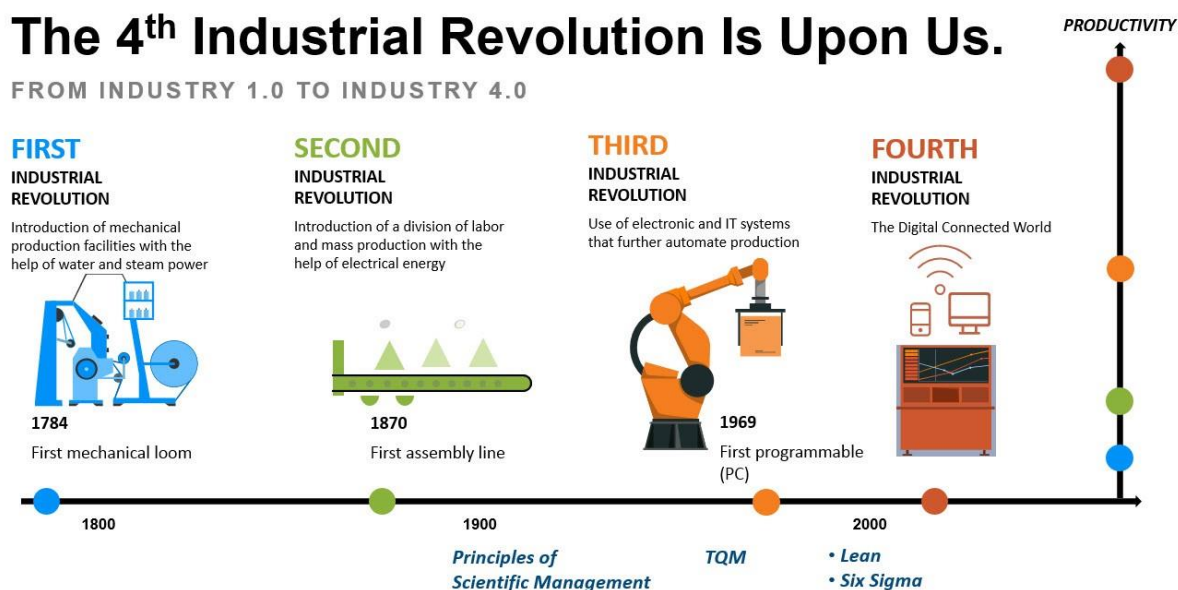 The 4th Industrial Revolution Is Upon Us.
FROM INDUSTRY 1.0 TO INDUSTRY 4.0
PRODUCTIVITY
FIRST
INDUSTRIAL
REVOLUTION
Introduction of mechanical
production facilities with the
help of water and steam power
1784
First mechanical loom
SECOND
INDUSTRIAL
REVOLUTION
Introduction of a division of labor
and mass production with the
help of electrical energy
1870
First assembly line
THIRD
INDUSTRIAL
REVOLUTION
Use of electronic and IT systems
that further automate production
1969
First programmable
(PC)
FOURTH
INDUSTRIAL
REVOLUTION
The Digital Connected World
1800
1900
2000
Principles of
Scientific Management
TQM
• Lean
• Six Sigma